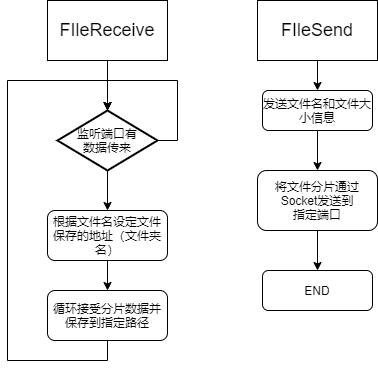 FIleReceive
监听端口有
数据传来
根据文件名设定文件
保存的地址（文件夹
名）
循环接受分片数据并
保存到指定路径
FIleSend
发送文件名和文件大
小信息
将文件分片通过
Socket发送到
指定端口
END